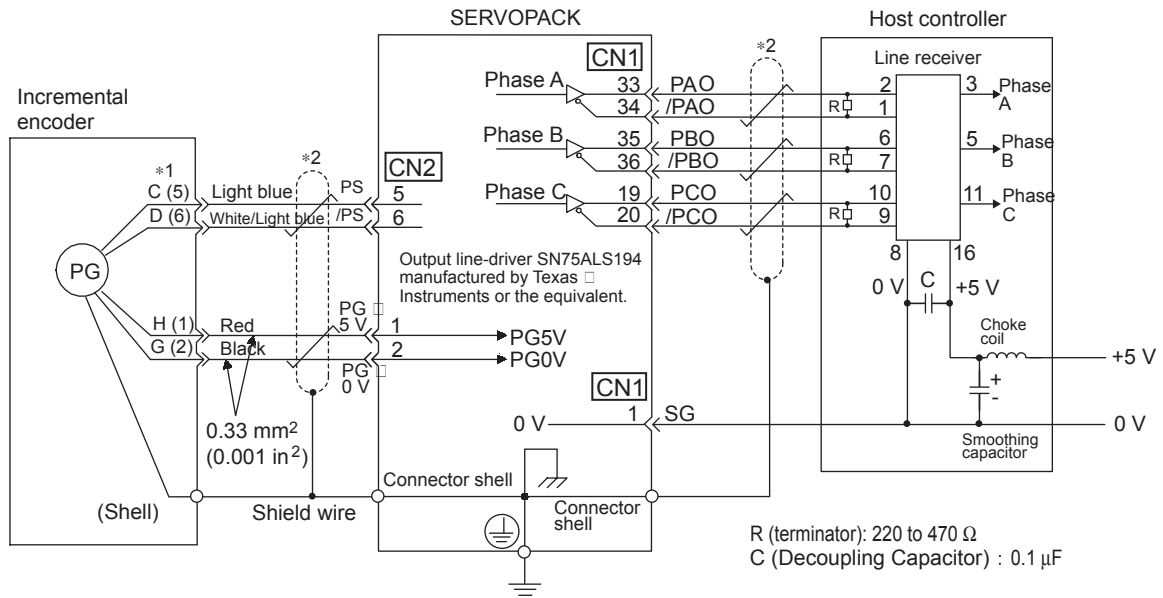 SERVOPACK
Host controller
Incremental
encoder
*1
C (5)
D (6)
PG
H (1)
G (2)
Light blue
White/Light blue
Red
Black
*2
PS
/PS
PG □
5 V
PG □
0 V
0.33 mm²
(0.001 in²)
(Shell)
Shield wire
CN2
5
6
1
2
PG5V
PG0V
Output line-driver SN75ALS194
manufactured by Texas □
Instruments or the equivalent.
CN1
Phase A
33
34
Phase B
35
36
Phase C
19
20
PAO
/PAO
PBO
/PBO
PCO
/PCO
*2
CN1
0 V
1
SG
Connector shell
Connector
shell
Line receiver
R
R
R
2
1
6
7
10
9
3
5
11
Phase
A
Phase
B
Phase
C
8
16
0 V
C
+5 V
Choke
coil
+
-
Smoothing
capacitor
+5 V
0 V
R (terminator): 220 to 470 Ω
C (Decoupling Capacitor) : 0.1 μF